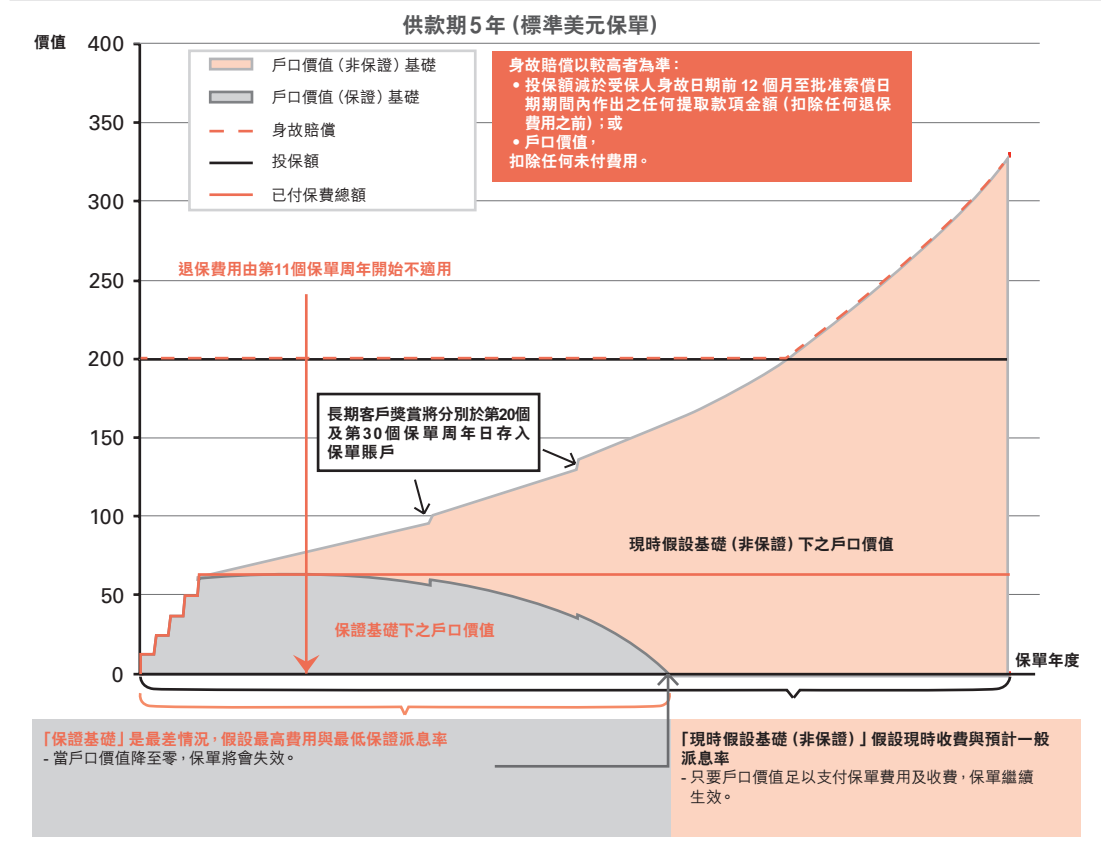 供款期5年（標準美元保單）
價值
400
350
300
250
200
150
100
50
0
戶口價值（非保證）基礎
戶口價值（保證）基礎
身故賠償
投保額
已付保費總額
身故賠償以較高者為準：
• 投保額減於受保人身故日期前 12 個月至批准索償日
期期間內作出之任何提取款項金額（扣除任何退保
費用之前）；或
• 戶口價值，
扣除任何未付費用。
退保費用由第11個保單周年開始不適用
長期客戶獎賞將分別於第20個
及第30個保單周年日存入
保單賬戶
現時假設基礎（非保證）下之戶口價值
保證基礎下之戶口價值
保單年度
「保證基礎」是最差情況，假設最高費用與最低保證派息率
- 當戶口價值降至零，保單將會失效。
「現時假設基礎（非保證）」假設現時收費與預計一般
派息率
- 只要戶口價值足以支付保單費用及收費，保單繼續
生效。